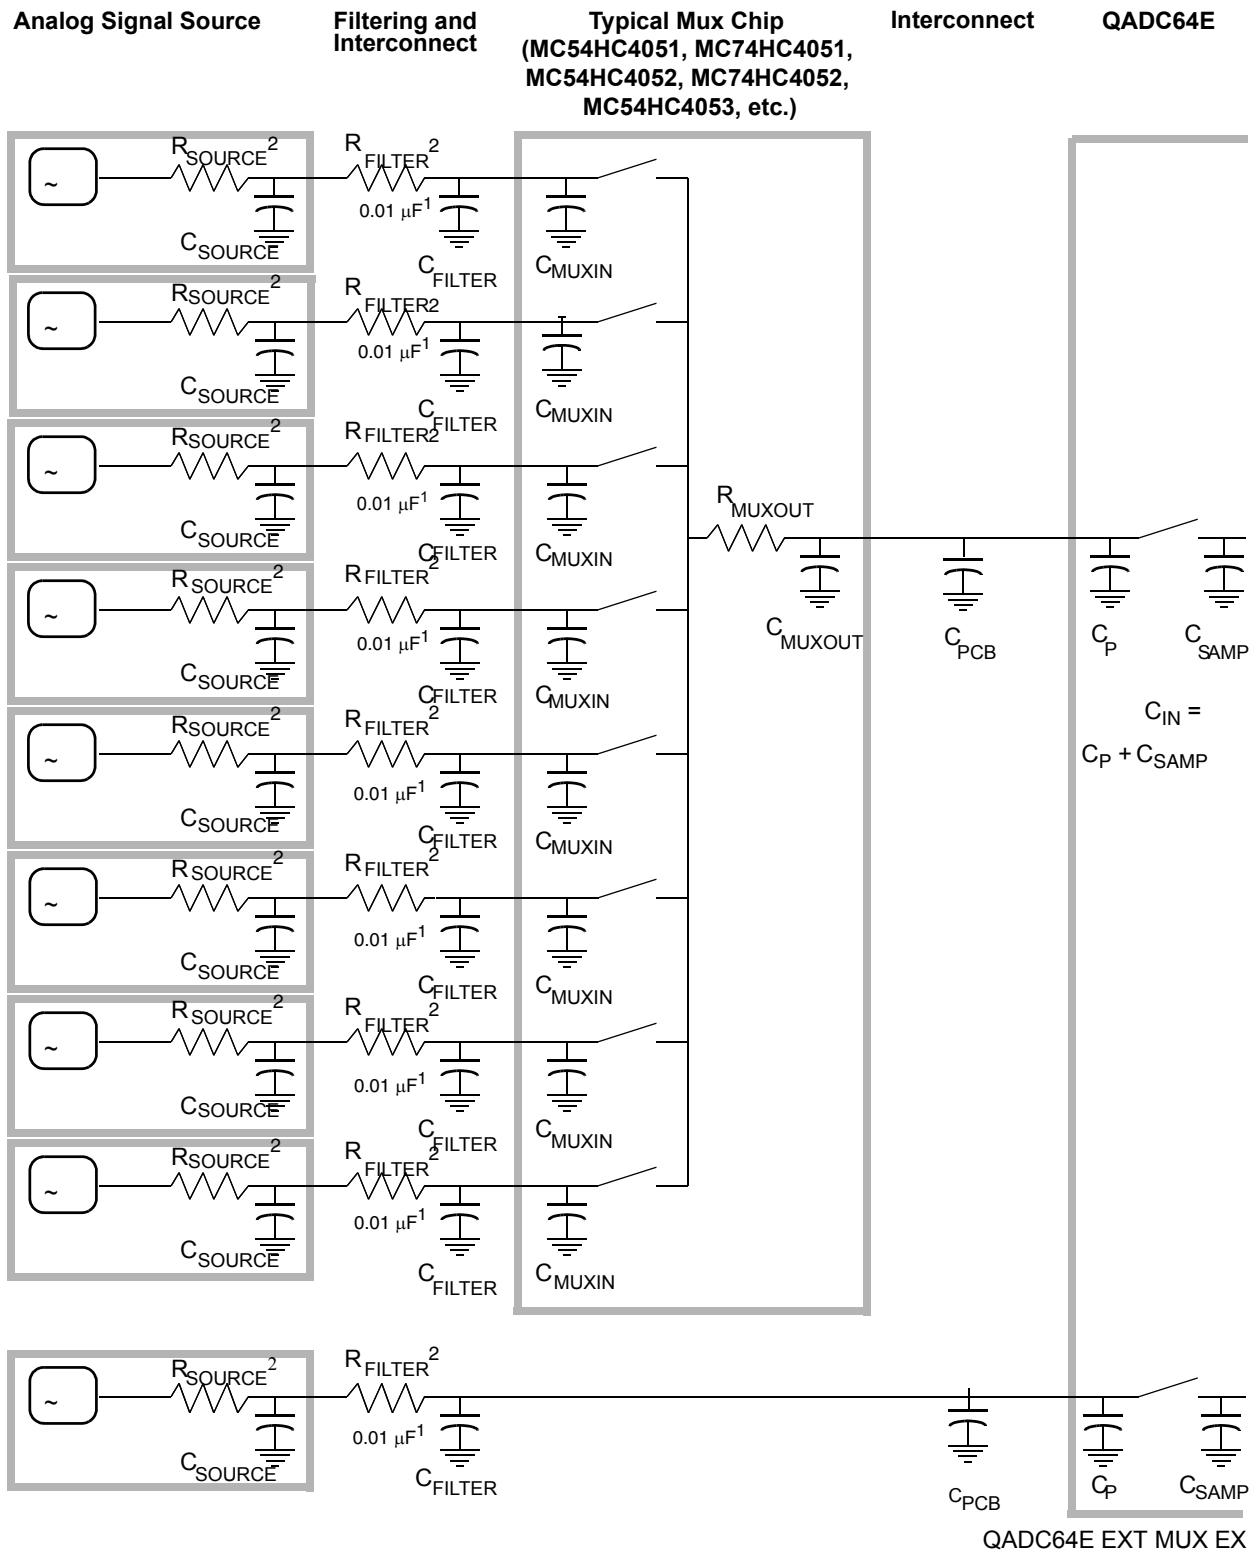 Analog Signal Source
Filtering and
Interconnect
Typical Mux Chip
(MC54HC4051, MC74HC4051,
MC54HC4052, MC74HC4052,
MC54HC4053, etc.)
Interconnect
QADC64E
~
RSOURCE2
CSOURCE
RFILTER2
0.01 µF1
CFILTER
CMUXIN
~
RSOURCE2
CSOURCE
RFILTER2
0.01 µF1
CFILTER
CMUXIN
~
RSOURCE2
CSOURCE
RFILTER2
0.01 µF1
CFILTER
CMUXIN
RMUXOUT
CMUXOUT
CPCB
CP
CSAMP
CIN =
CP + CSAMP
~
RSOURCE2
CSOURCE
RFILTER2
0.01 µF1
CFILTER
CMUXIN
~
RSOURCE2
CSOURCE
RFILTER2
0.01 µF1
CFILTER
CMUXIN
~
RSOURCE2
CSOURCE
RFILTER2
0.01 µF1
CFILTER
CMUXIN
~
RSOURCE2
CSOURCE
RFILTER2
0.01 µF1
CFILTER
CMUXIN
~
RSOURCE2
CSOURCE
RFILTER2
0.01 µF1
CFILTER
CMUXIN
~
RSOURCE2
CSOURCE
RFILTER2
0.01 µF1
CFILTER
CPCB
CP
CSAMP
QADC64E EXT MUX EX